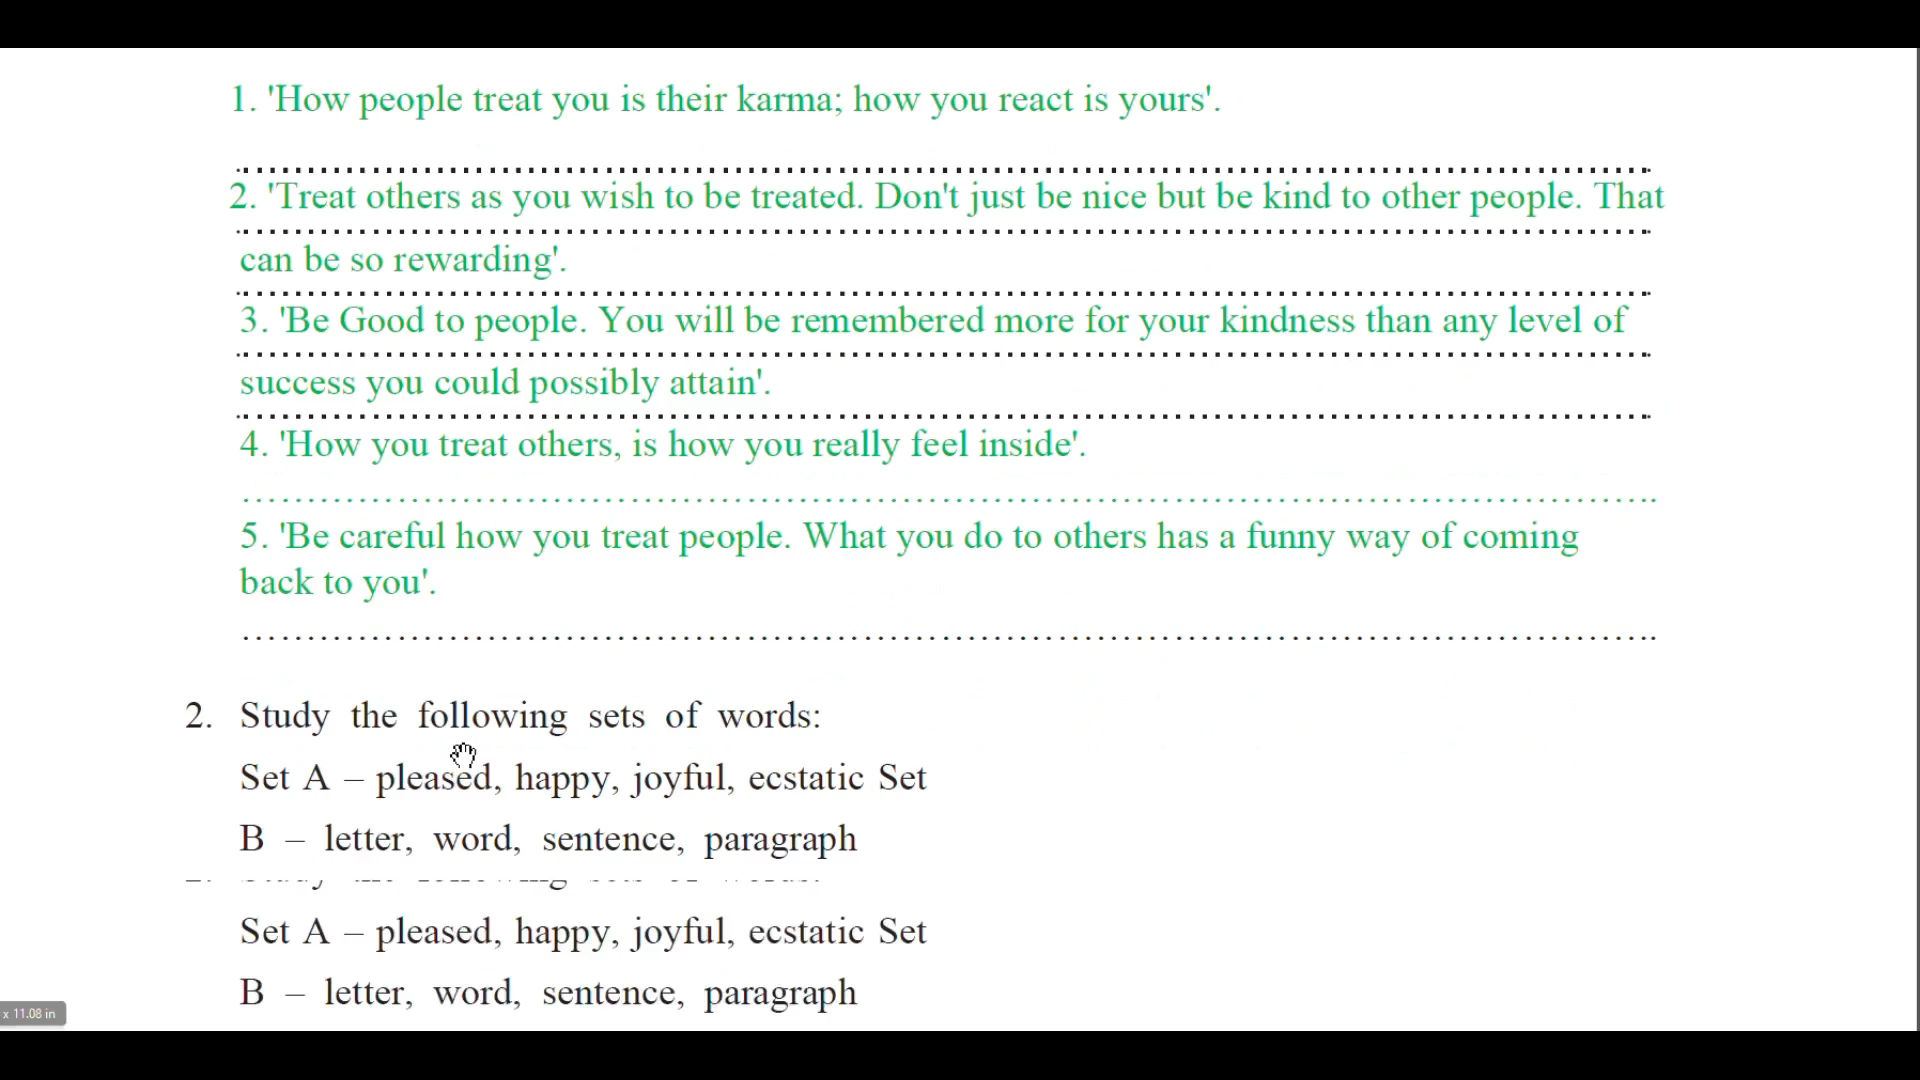 1. 'How people treat you is their karma; how you react is yours'.
2. 'Treat others as you wish to be treated. Don't just be nice but be kind to other people. That
can be so rewarding'.
3. 'Be Good to people. You will be remembered more for your kindness than any level of
success you could possibly attain'.
4. 'How you treat others, is how you really feel inside'.
5. 'Be careful how you treat people. What you do to others has a funny way of coming
back to you'.
2. Study the following sets of words:
Set A – pleased, happy, joyful, ecstatic Set
B – letter, word, sentence, paragraph
Set A – pleased, happy, joyful, ecstatic Set
B – letter, word, sentence, paragraph
x 11.08 in